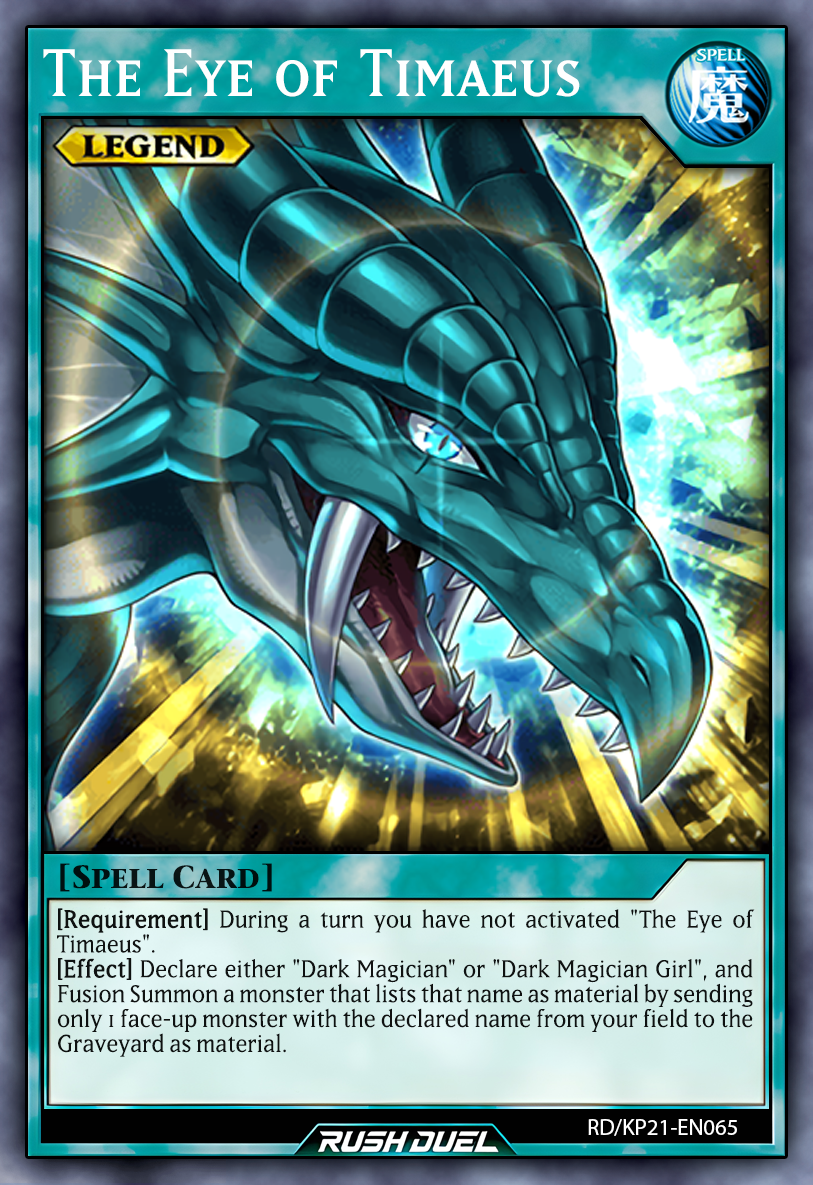 The Eye of Timaeus
SPELL
魔
LEGEND
[Spell Card]
[Requirement] During a turn you have not activated "The Eye of
Timaeus".
[Effect] Declare either "Dark Magician" or "Dark Magician Girl", and
Fusion Summon a monster that lists that name as material by sending
only 1 face-up monster with the declared name from your field to the
Graveyard as material.
RD/KP21-EN065
RUSH DUEL